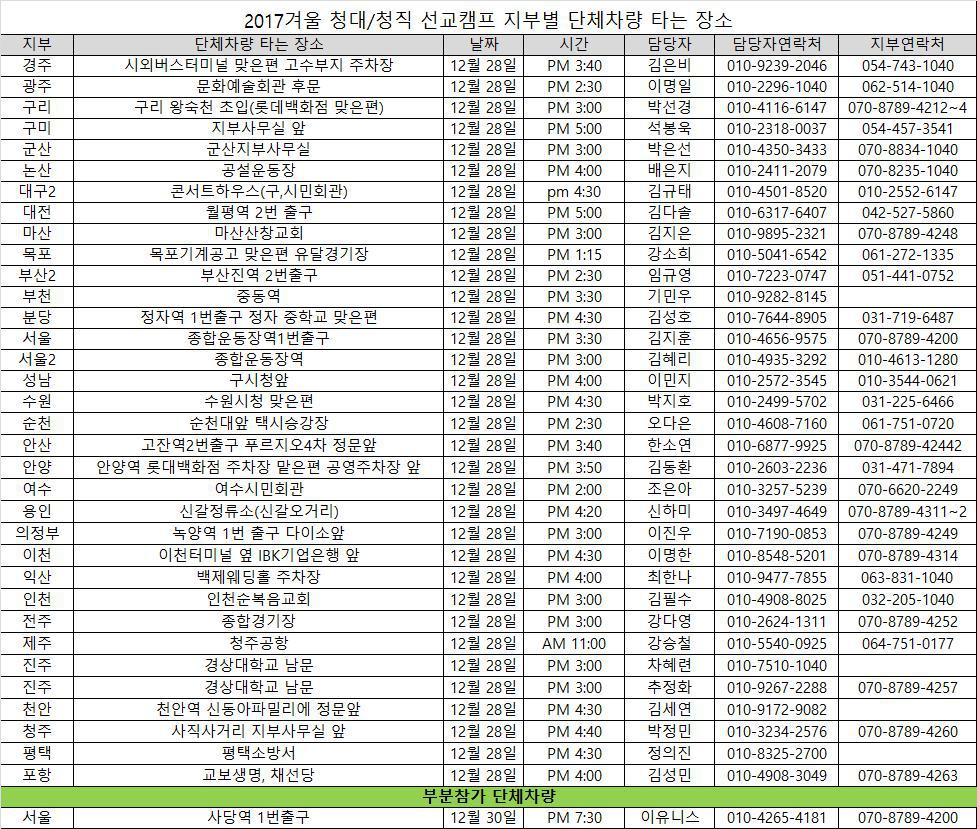 2017겨울 청대/청직 선교캠프 지부별 단체차량 타는 장소
지부 단체차량 타는 장소 날짜 시간 담당자 담당자연락처 지부연락처
경주 시외버스터미널 맞은편 고수부지 주차장 12월 28일 PM 3:40 김은비 010-9239-2046 054-743-1040
광주 문화예술회관 후문 12월 28일 PM 2:30 이명일 010-2296-1040 062-514-1040
구리 구리 왕숙천 초입(롯데백화점 맞은편) 12월 28일 PM 3:00 박선경 010-4116-6147 070-8789-4212~4
구미 지부사무실 앞 12월 28일 PM 5:00 석봉욱 010-2318-0037 054-457-3541
군산 군산지부사무실 12월 28일 PM 3:00 박은선 010-4350-3433 070-8834-1040
논산 공설운동장 12월 28일 PM 4:00 배은지 010-2411-2079 070-8235-1040
대구2 콘서트하우스(구,시민회관) 12월 28일 pm 4:30 김규태 010-4501-8520 010-2552-6147
대전 월평역 2번 출구 12월 28일 PM 5:00 김다솔 010-6317-6407 042-527-5860
마산 마산산창교회 12월 28일 PM 3:00 김지은 010-9895-2321 070-8789-4248
목포 목포기계공고 맞은편 유달경기장 12월 28일 PM 1:15 강소희 010-5041-6542 061-272-1335
부산2 부산진역 2번출구 12월 28일 PM 2:30 임규영 010-7223-0747 051-441-0752
부천 중동역 12월 28일 PM 3:30 기민우 010-9282-8145
분당 정자역 1번출구 정자 중학교 맞은편 12월 28일 PM 4:30 김성호 010-7644-8905 031-719-6487
서울 종합운동장역1번출구 12월 28일 PM 3:30 김지훈 010-4656-9575 070-8789-4200
서울2 종합운동장역 12월 28일 PM 3:00 김혜리 010-4935-3292 010-4613-1280
성남 구시청앞 12월 28일 PM 4:00 이민지 010-2572-3545 010-3544-0621
수원 수원시청 맞은편 12월 28일 PM 4:30 박지호 010-2499-5702 031-225-6466
순천 순천대앞 택시승강장 12월 28일 PM 2:30 오다은 010-4608-7160 061-751-0720
안산 고잔역2번출구 푸르지오4차 정문앞 12월 28일 PM 3:40 한소연 010-6877-9925 070-8789-42442
안양 안양역 롯대백화점 주차장 맡은편 공영주차장 앞 12월 28일 PM 3:50 김동환 010-2603-2236 031-471-7894
여수 여수시민회관 12월 28일 PM 2:00 조은아 010-3257-5239 070-6620-2249
용인 신갈정류소(신갈오거리) 12월 28일 PM 4:20 신하미 010-3497-4649 070-8789-4311~2
의정부 녹양역 1번 출구 다이소앞 12월 28일 PM 3:00 이진우 010-7190-0853 070-8789-4249
이천 이천터미널 옆 IBK기업은행 앞 12월 28일 PM 4:30 이명한 010-8548-5201 070-8789-4314
익산 백제웨딩홀 주차장 12월 28일 PM 4:00 최한나 010-9477-7855 063-831-1040
인천 인천순복음교회 12월 28일 PM 3:00 김필수 010-4908-8025 032-205-1040
전주 종합경기장 12월 28일 PM 3:00 강다영 010-2624-1311 070-8789-4252
제주 청주공항 12월 28일 AM 11:00 강승철 010-5540-0925 064-751-0177
진주 경상대학교 남문 12월 28일 PM 3:00 차혜련 010-7510-1040
진주 경상대학교 남문 12월 28일 PM 3:00 추정화 010-9267-2288 070-8789-4257
천안 천안역 신동아파밀리에 정문앞 12월 28일 PM 4:30 김세연 010-9172-9082
청주 사직사거리 지부사무실 앞 12월 28일 PM 4:40 박정민 010-3234-2576 070-8789-4260
평택 평택소방서 12월 28일 PM 4:30 정의진 010-8325-2700
포항 교보생명, 채선당 12월 28일 PM 4:00 김성민 010-4908-3049 070-8789-4263
부분참가 단체차량
서울 사당역 1번출구 12월 30일 PM 7:30 이유니스 010-4265-4181 070-8789-4200